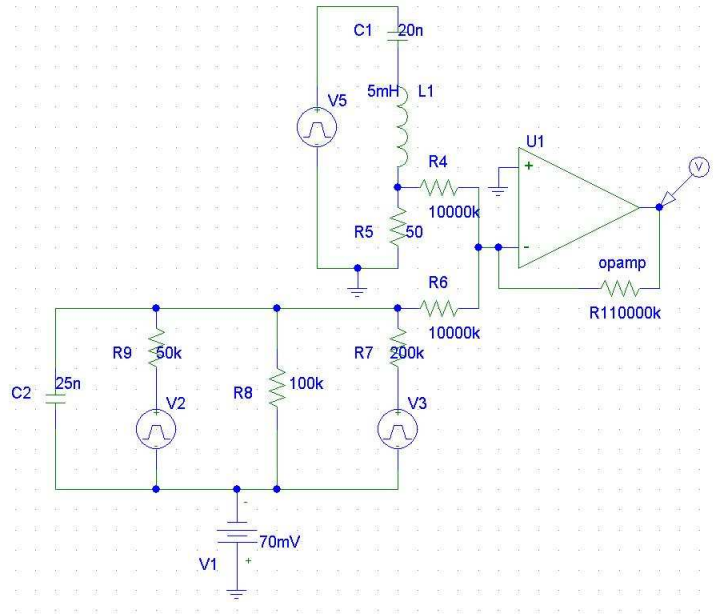 C1 20n
5mH L1
V5
U1
V
+
R4
10000k
-
R5 50
opamp
R6
R110000k
10000k
R9 50k
R7 200k
R8 100k
25n
C2
V2
V3
-
70mV
V1
+